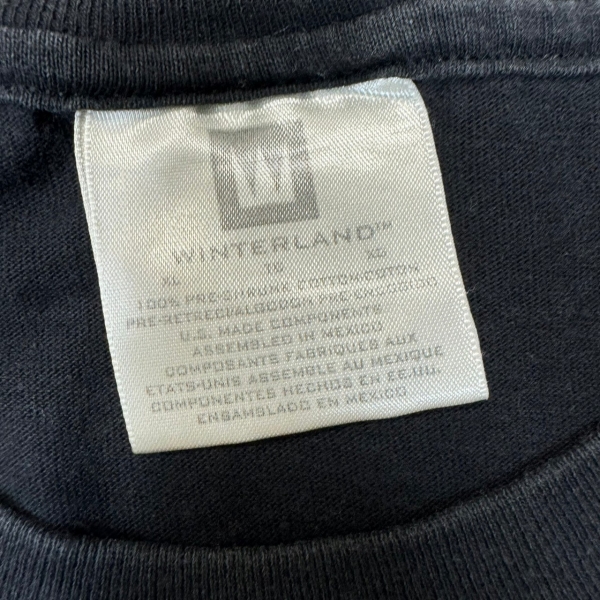 W
WINTERLAND™
XL TG XG
100% PRE-SHRUNK COTTON-COTON
PRE-RETRECI-ALGODON PRE-ENCOGIDO
U.S. MADE COMPONENTS
ASSEMBLED IN MEXICO
COMPOSANTS FABRIQUES AUX
ETATS-UNIS ASSEMBLE AU MEXIQUE
COMPONENTES HECHOS EN EE.UU.
ENSAMBLADO EN MEXICO